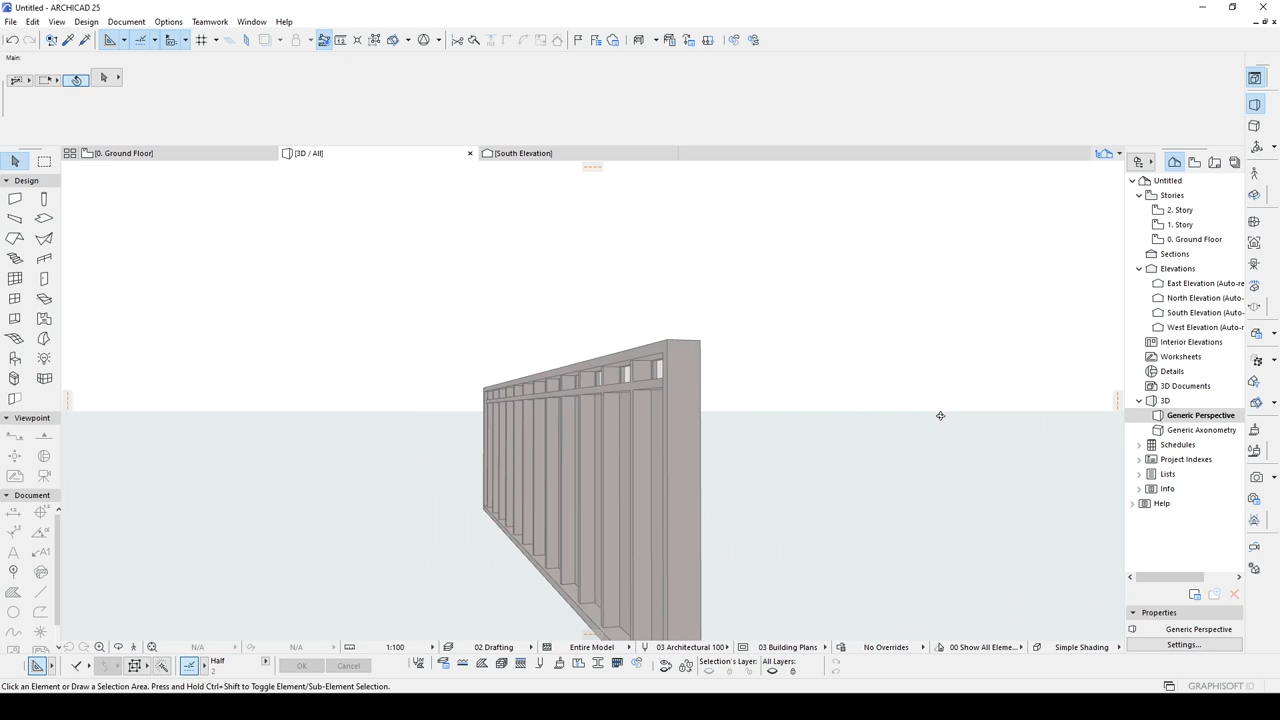 Untitled - ARCHICAD 25
File Edit View Design Document Options Teamwork Window Help
Main:
[0. Ground Floor]
[3D / All]
[South Elevation]
Design
Viewpoint
Document
Untitled
Stories
2. Story
1. Story
0. Ground Floor
Sections
Elevations
East Elevation (Auto-re
North Elevation (Auto-
South Elevation (Auto-
West Elevation (Auto-r
Interior Elevations
Worksheets
Details
3D Documents
3D
Generic Perspective
Generic Axonometry
Schedules
Project Indexes
Lists
Info
Help
Properties
Generic Perspective
Settings...
N/A N/A 1:100 02 Drafting Entire Model 03 Architectural 100 03 Building Plans No Overrides 00 Show All Eleme... Simple Shading
Half
2
OK Cancel
Selection's Layer: All Layers:
Click an Element or Draw a Selection Area. Press and Hold Ctrl+Shift to Toggle Element/Sub-Element Selection.
GRAPHISOFT ID